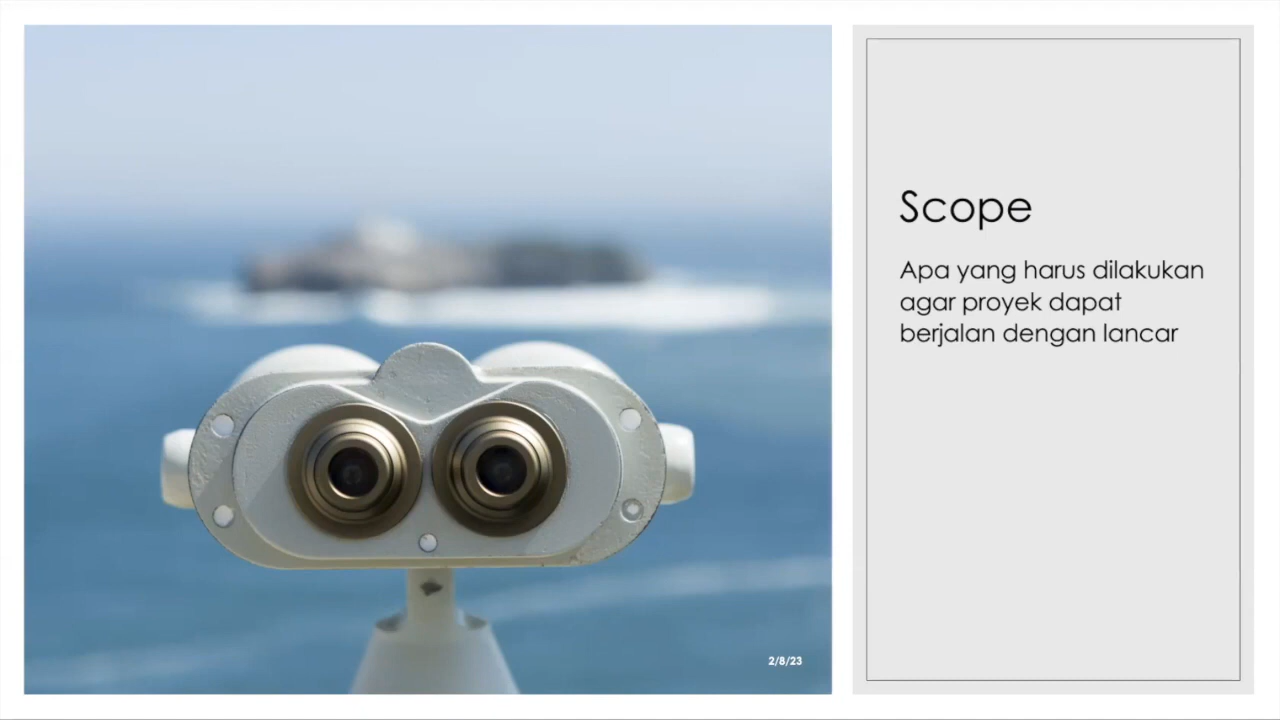 Scope
Apa yang harus dilakukan
agar proyek dapat
berjalan dengan lancar
2/8/23